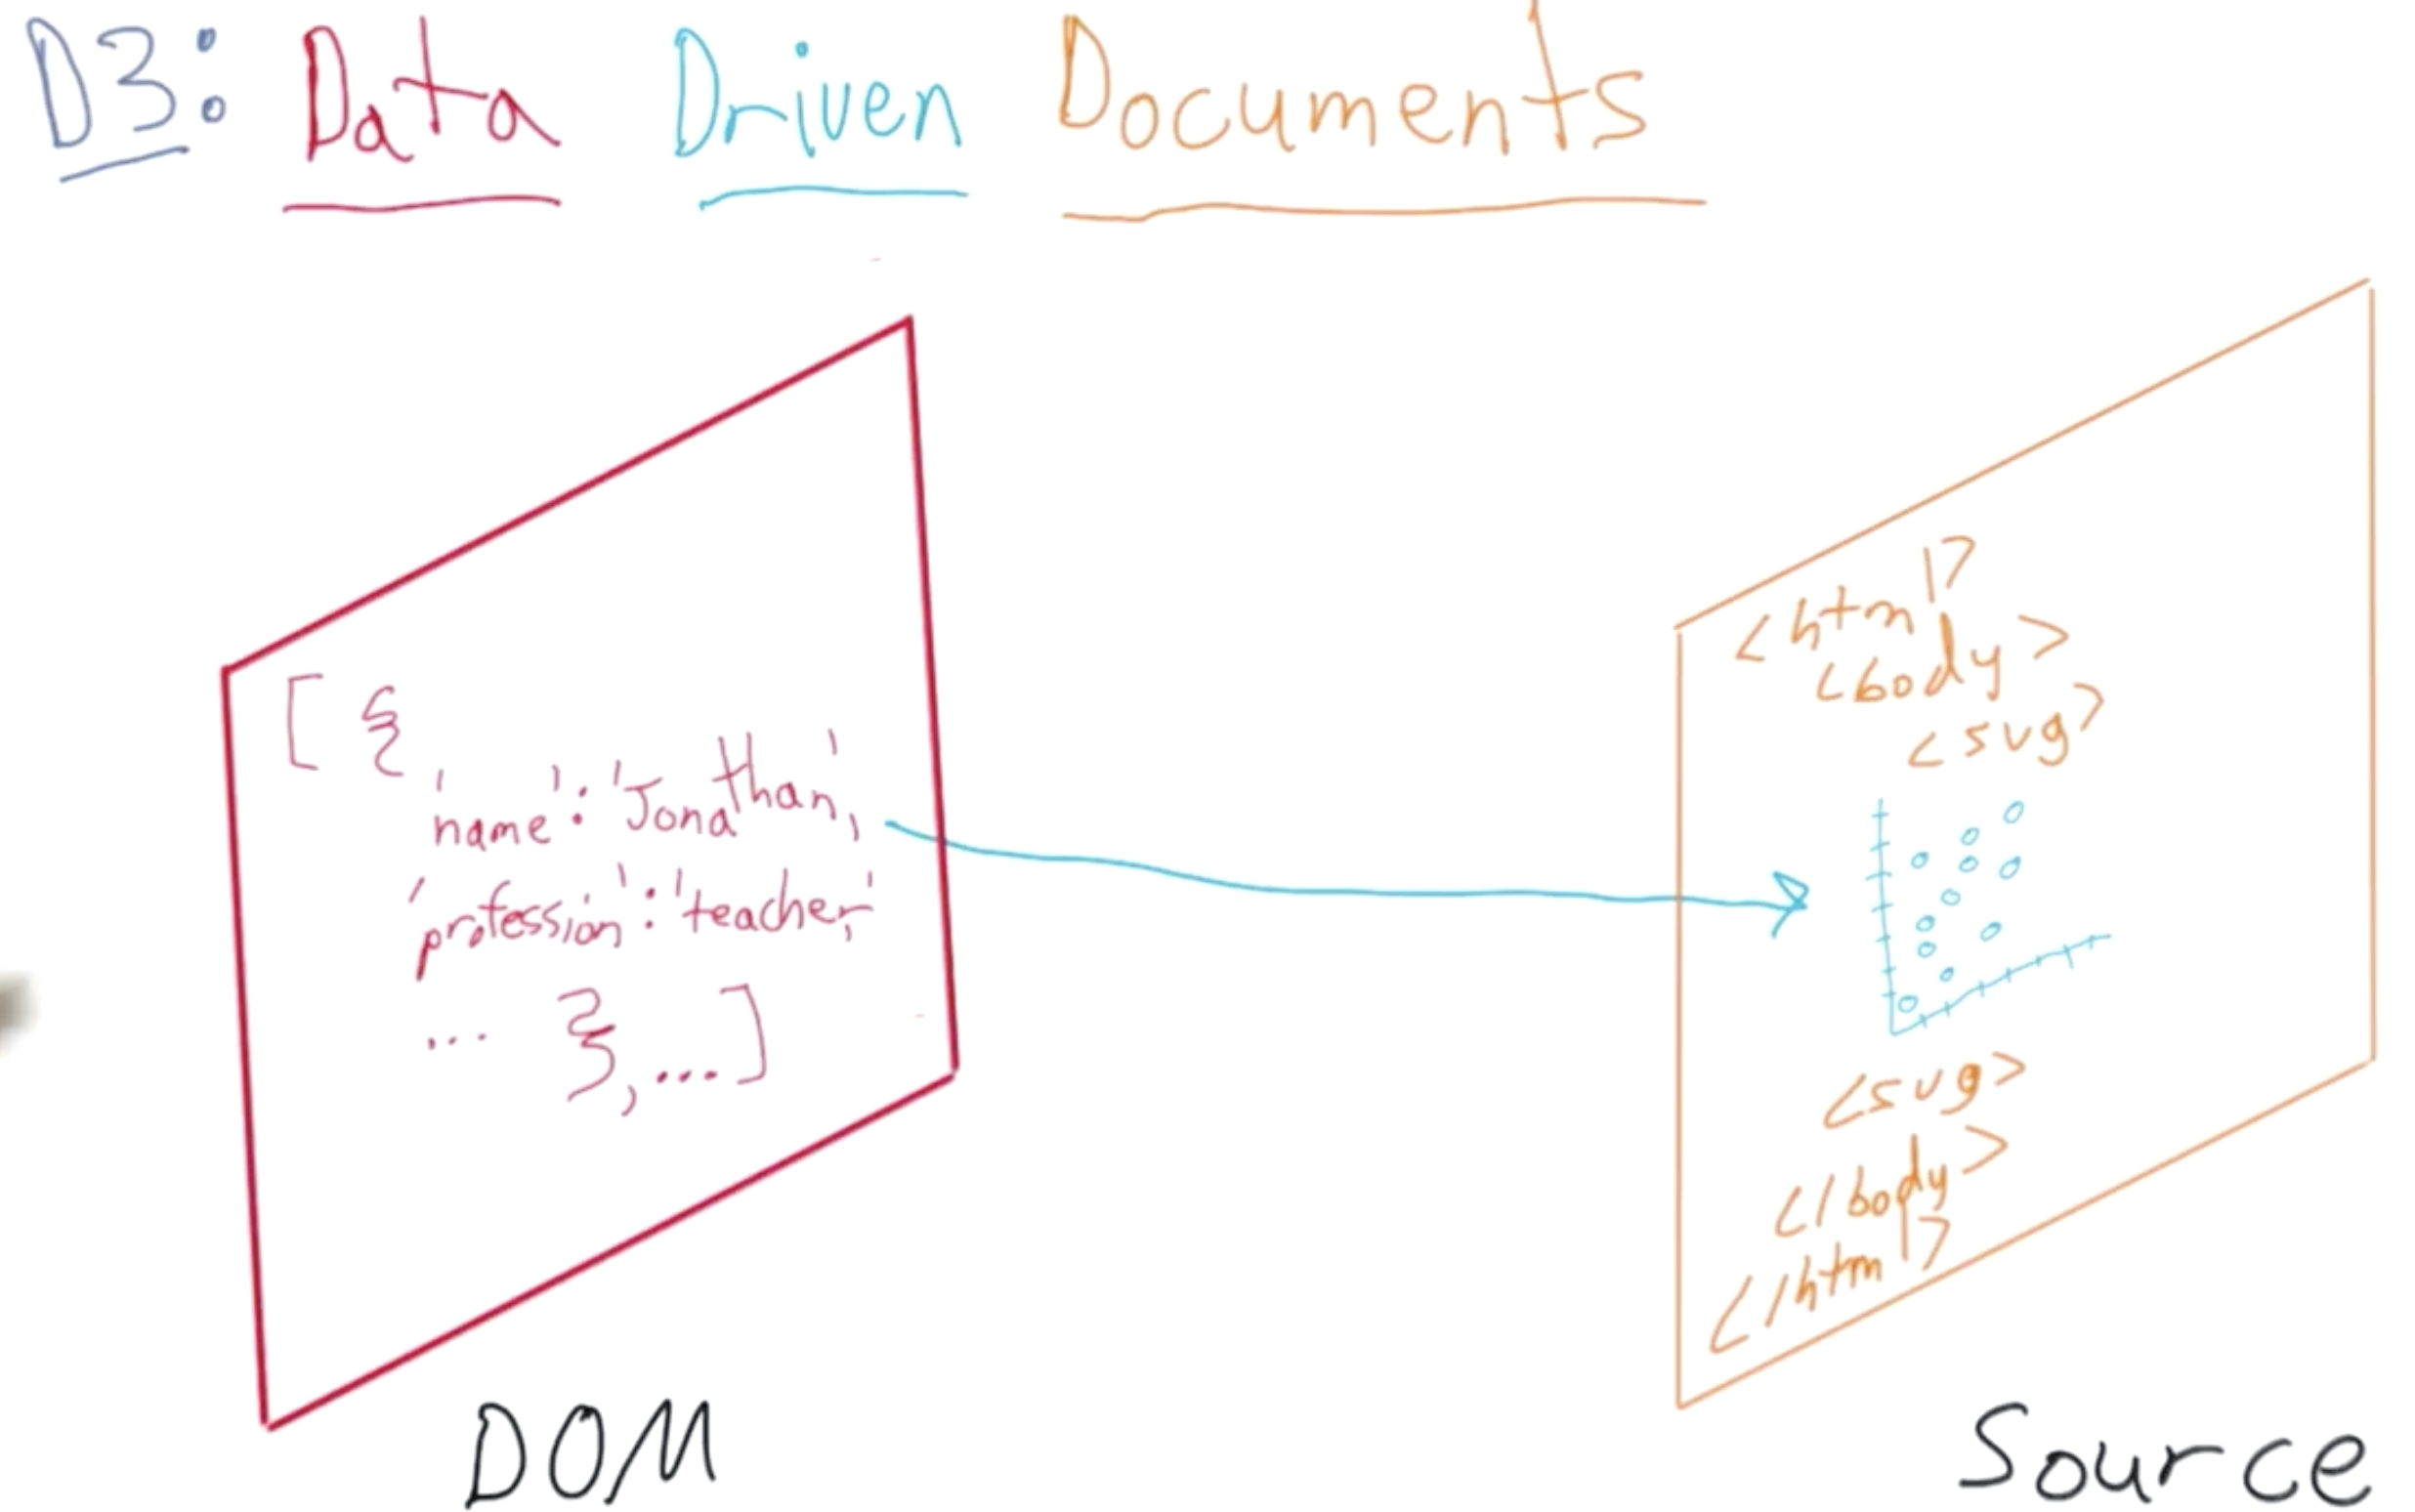 D3: Data Driven Documents
[ {
'name': 'Jonathan',
'profession': 'teacher',
... }, ... ]
DOM
<html>
<body>
<svg>
<svg>
</body>
</html>
Source